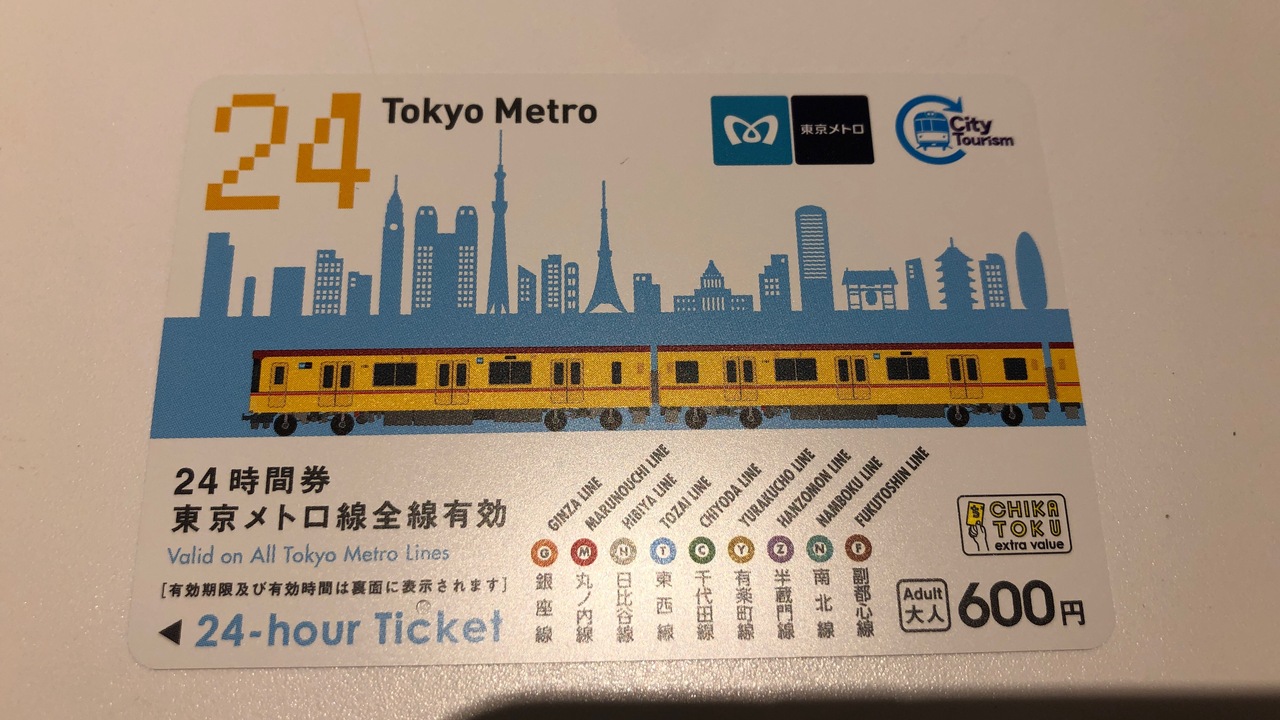 24
Tokyo Metro
東京メトロ
City
Tourism
24時間券
東京メトロ線全線有効
Valid on All Tokyo Metro Lines
[有効期限及び有効時間は裏面に表示されます]
◀ 24-hour Ticket
GINZA LINE
MARUNOUCHI LINE
HIBIYA LINE
TOZAI LINE
CHIYODA LINE
YURAKUCHO LINE
HANZOMON LINE
NAMBOKU LINE
FUKUTOSHIN LINE
G
M
H
T
C
Y
Z
N
F
銀座線
丸ノ内線
日比谷線
東西線
千代田線
有楽町線
半蔵門線
南北線
副都心線
CHIKA
TOKU
extra value
Adult
大人
600円